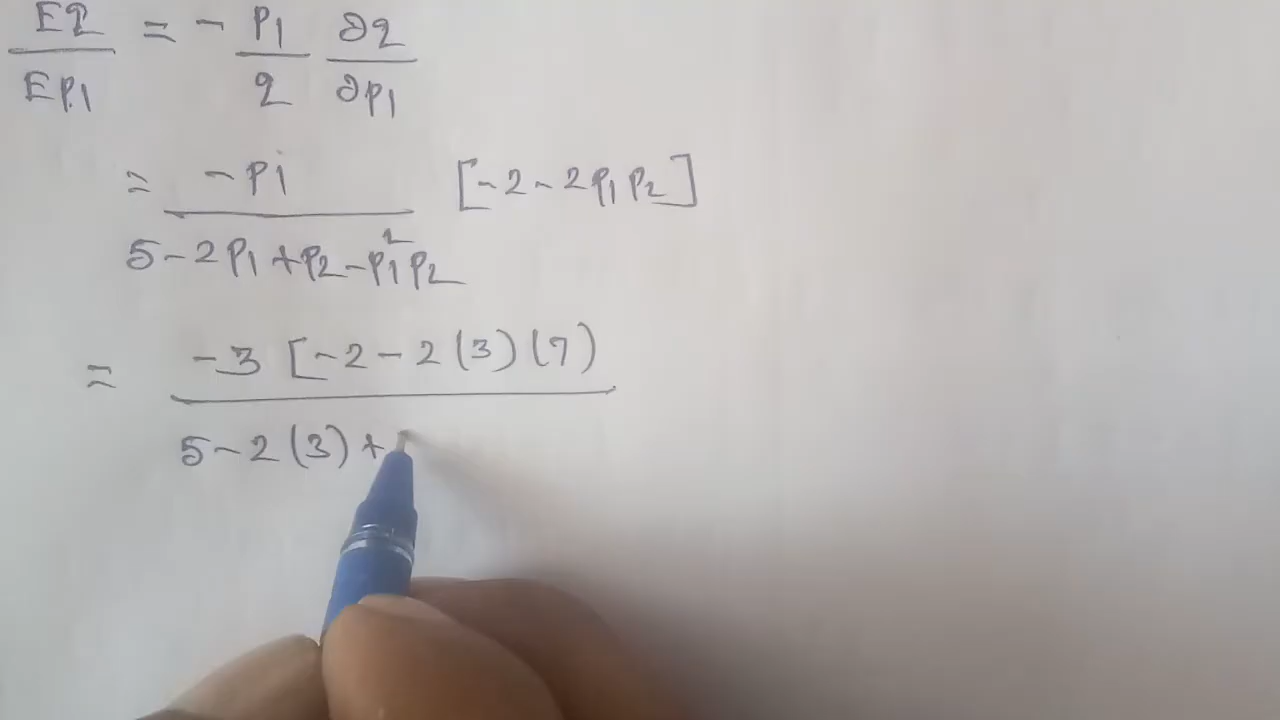 Eq/Ep₁ = - p₁/q ∂q/∂p₁
= -p₁/(5-2p₁+p₂-p₁²p₂) [-2-2p₁p₂]
= -3[-2-2(3)(7)
5-2(3)+